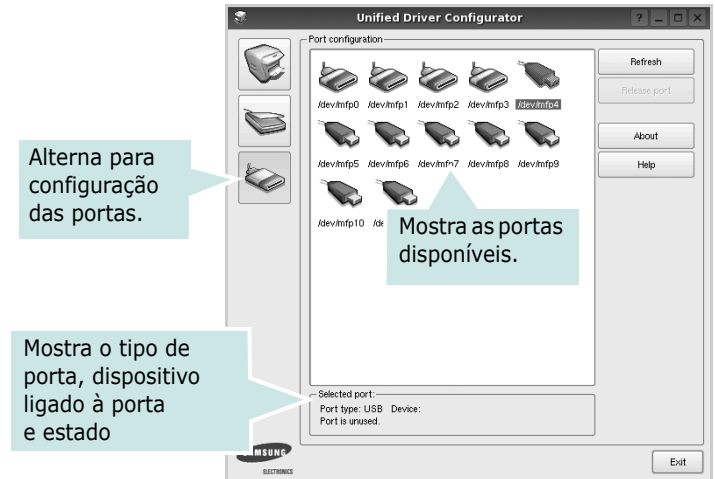 Unified Driver Configurator
Port configuration
Refresh
Release port
About
Help
/dev/mfp0 /dev/mfp1 /dev/mfp2 /dev/mfp3 /dev/mfp4
/dev/mfp5 /dev/mfp6 /dev/mfp7 /dev/mfp8 /dev/mfp9
/dev/mfp10
Alterna para
configuração
das portas.
Mostra as portas
disponíveis.
Mostra o tipo de
porta, dispositivo
ligado à porta
e estado
Selected port:
Port type: USB Device:
Port is unused.
MSUNG
ELECTRONICS
Exit